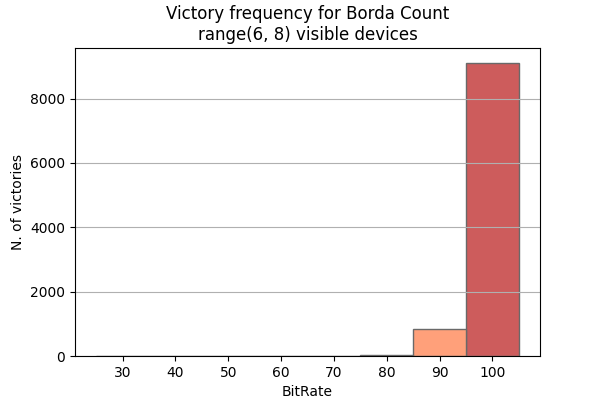 Victory frequency for Borda Count
range(6, 8) visible devices
8000
6000
4000
2000
0
N. of victories
30 40 50 60 70 80 90 100
BitRate